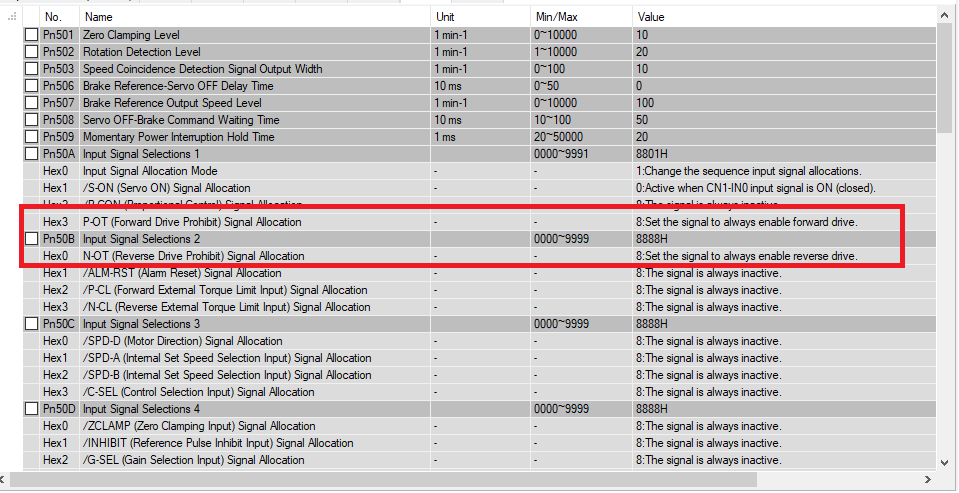 No. Name Unit Min/Max Value
Pn501 Zero Clamping Level 1 min-1 0~10000 10
Pn502 Rotation Detection Level 1 min-1 1~10000 20
Pn503 Speed Coincidence Detection Signal Output Width 1 min-1 0~100 10
Pn506 Brake Reference-Servo OFF Delay Time 10 ms 0~50 0
Pn507 Brake Reference Output Speed Level 1 min-1 0~10000 100
Pn508 Servo OFF-Brake Command Waiting Time 10 ms 10~100 50
Pn509 Momentary Power Interruption Hold Time 1 ms 20~50000 20
Pn50A Input Signal Selections 1 0000~9991 8801H
Hex0 Input Signal Allocation Mode - - 1:Change the sequence input signal allocations.
Hex1 /S-ON (Servo ON) Signal Allocation - - 0:Active when CN1-IN0 input signal is ON (closed).
Hex2 /P-CON (Proportional Control) Signal Allocation - - 8:The signal is always inactive.
Hex3 P-OT (Forward Drive Prohibit) Signal Allocation - - 8:Set the signal to always enable forward drive.
Pn50B Input Signal Selections 2 0000~9999 8888H
Hex0 N-OT (Reverse Drive Prohibit) Signal Allocation - - 8:Set the signal to always enable reverse drive.
Hex1 /ALM-RST (Alarm Reset) Signal Allocation - - 8:The signal is always inactive.
Hex2 /P-CL (Forward External Torque Limit Input) Signal Allocation - - 8:The signal is always inactive.
Hex3 /N-CL (Reverse External Torque Limit Input) Signal Allocation - - 8:The signal is always inactive.
Pn50C Input Signal Selections 3 0000~9999 8888H
Hex0 /SPD-D (Motor Direction) Signal Allocation - - 8:The signal is always inactive.
Hex1 /SPD-A (Internal Set Speed Selection Input) Signal Allocation - - 8:The signal is always inactive.
Hex2 /SPD-B (Internal Set Speed Selection Input) Signal Allocation - - 8:The signal is always inactive.
Hex3 /C-SEL (Control Selection Input) Signal Allocation - - 8:The signal is always inactive.
Pn50D Input Signal Selections 4 0000~9999 8888H
Hex0 /ZCLAMP (Zero Clamping Input) Signal Allocation - - 8:The signal is always inactive.
Hex1 /INHIBIT (Reference Pulse Inhibit Input) Signal Allocation - - 8:The signal is always inactive.
Hex2 /G-SEL (Gain Selection Input) Signal Allocation - - 8:The signal is always inactive.